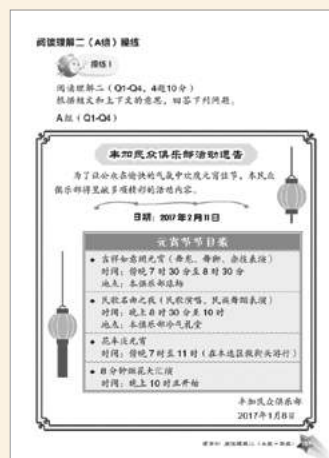 阅读理解二（A组）操练
操练1
阅读理解二（Q1-Q4，4题10分）
根据短文和上下文的意思，回答下列问题。
A组（Q1-Q4）
丰加民众俱乐部活动通告
为了让公众在愉快的气氛中欢度元宵佳节，本民众
俱乐部将呈献多项精彩的活动内容。
日期：2017年2月11日
元宵节节目表
吉祥如意闹元宵（舞龙、舞狮、杂技表演）
时间：傍晚7时30分至8时30分
地点：本俱乐部
民歌名曲之夜（民歌演唱、民族舞蹈表演）
时间：晚上8时30分至10时
地点：本俱乐部冷气礼堂
花车庆元宵
时间：傍晚7时至11时（在本选区街头游行）
8分钟烟花大汇演
时间：晚上10时正开始
丰加民众俱乐部
2017年1月8日